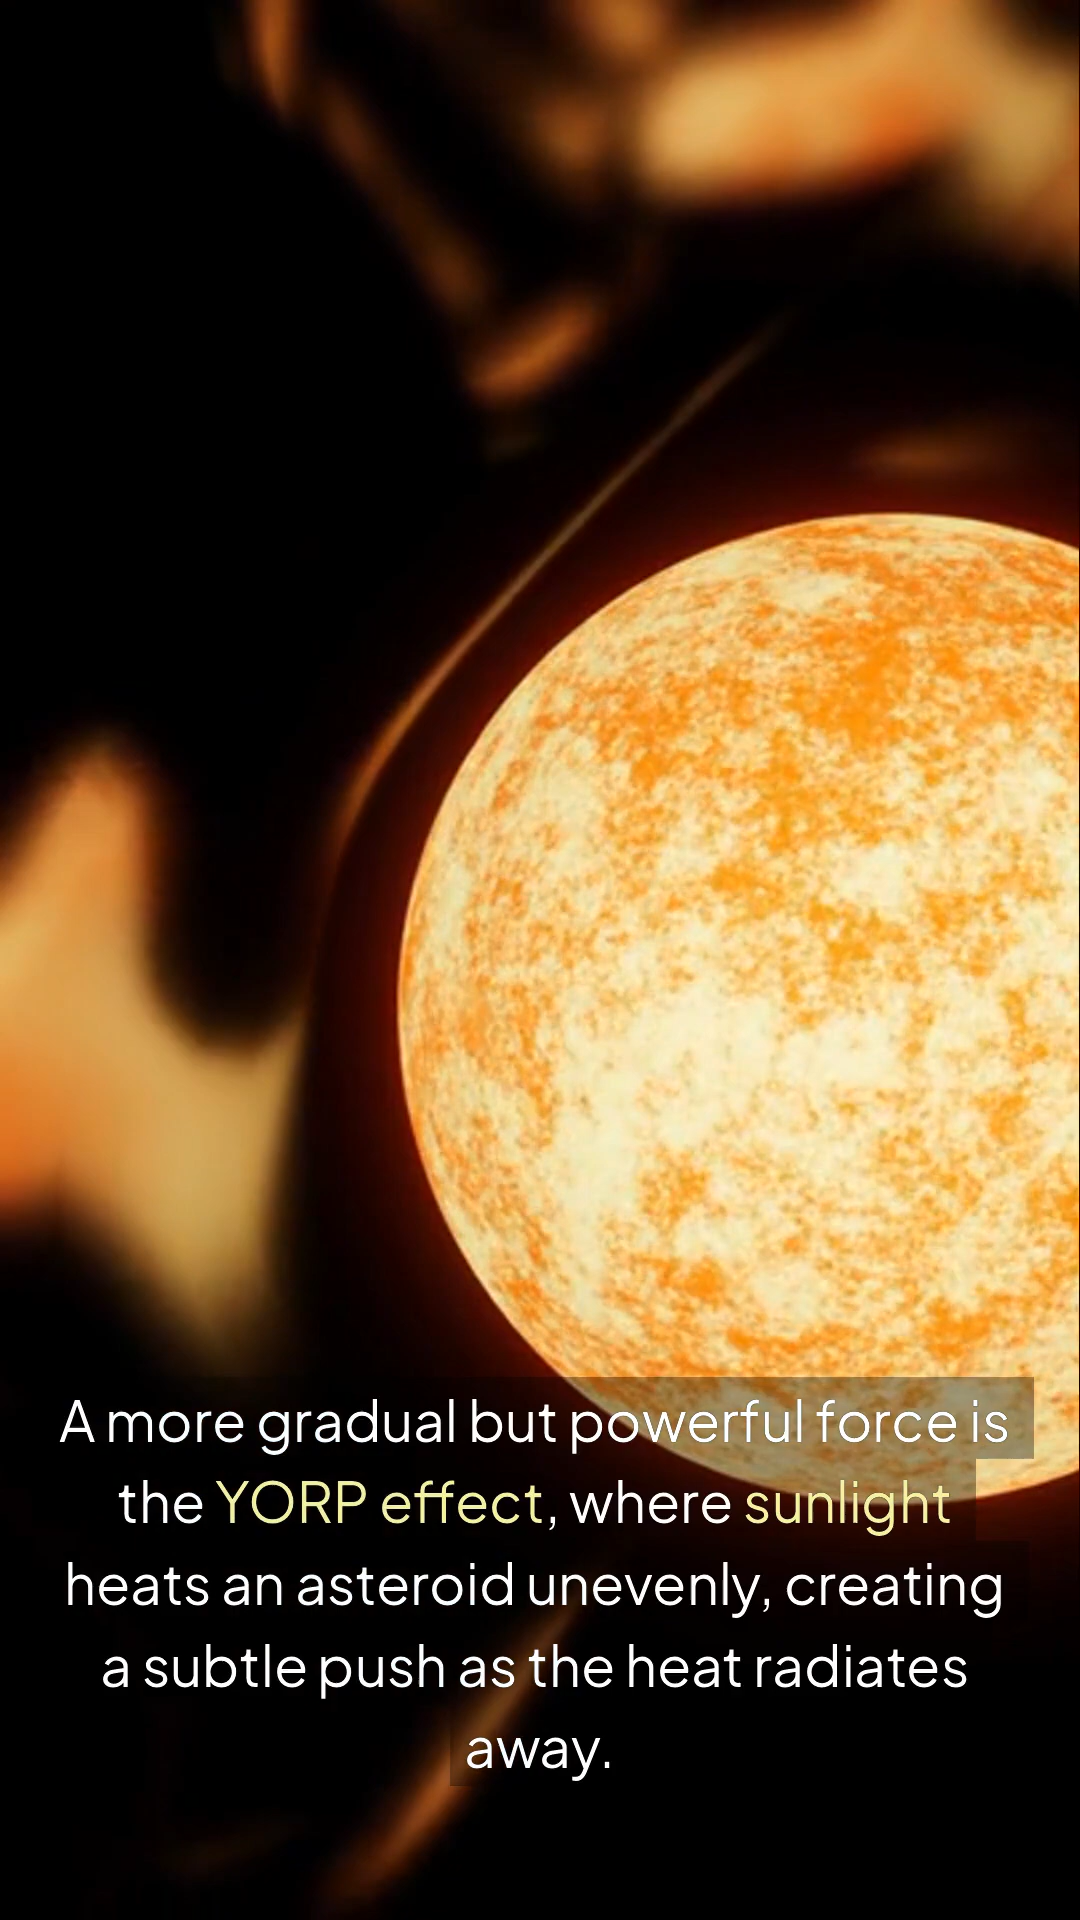 A more gradual but powerful force is
the YORP effect, where sunlight
heats an asteroid unevenly, creating
a subtle push as the heat radiates
away.